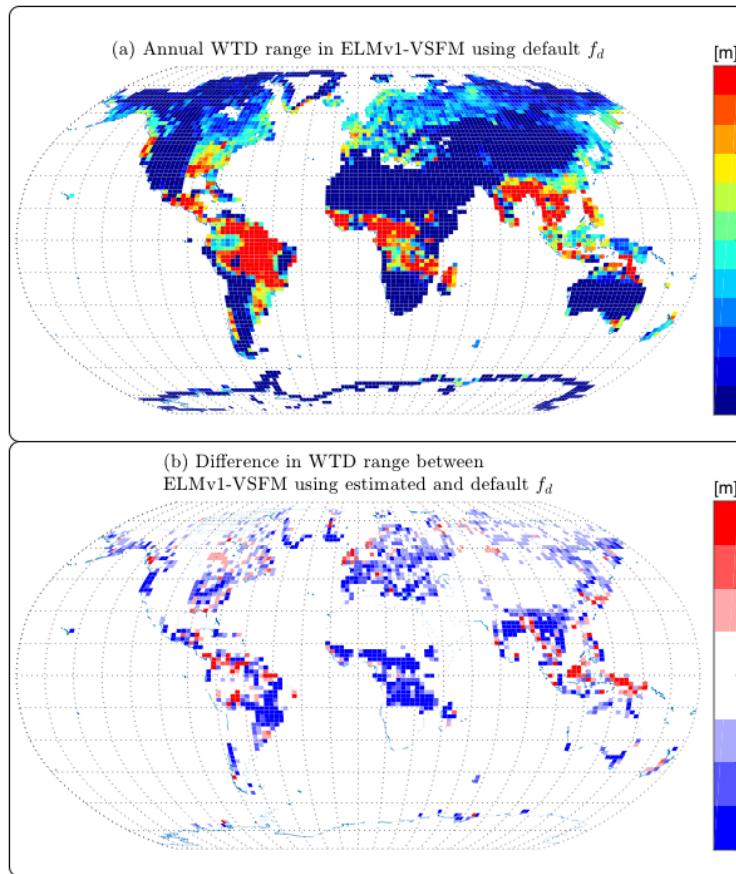 (a) Annual WTD range in ELMv1-VSFM using default f_d
[m]
(b) Difference in WTD range between
ELMv1-VSFM using estimated and default f_d
[m]